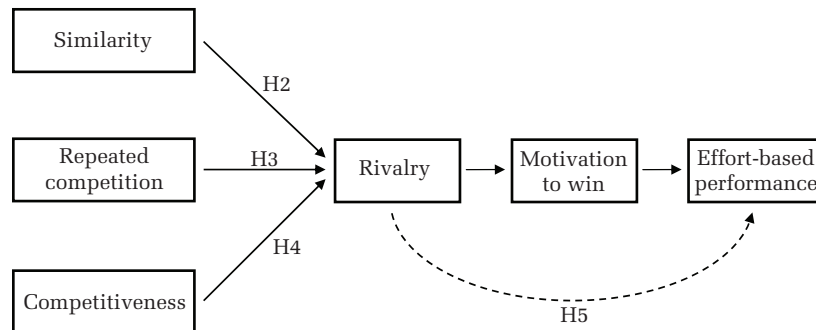 Similarity
H2
Repeated
competition
H3
Rivalry
Motivation
to win
Effort-based
performance
H4
Competitiveness
H5